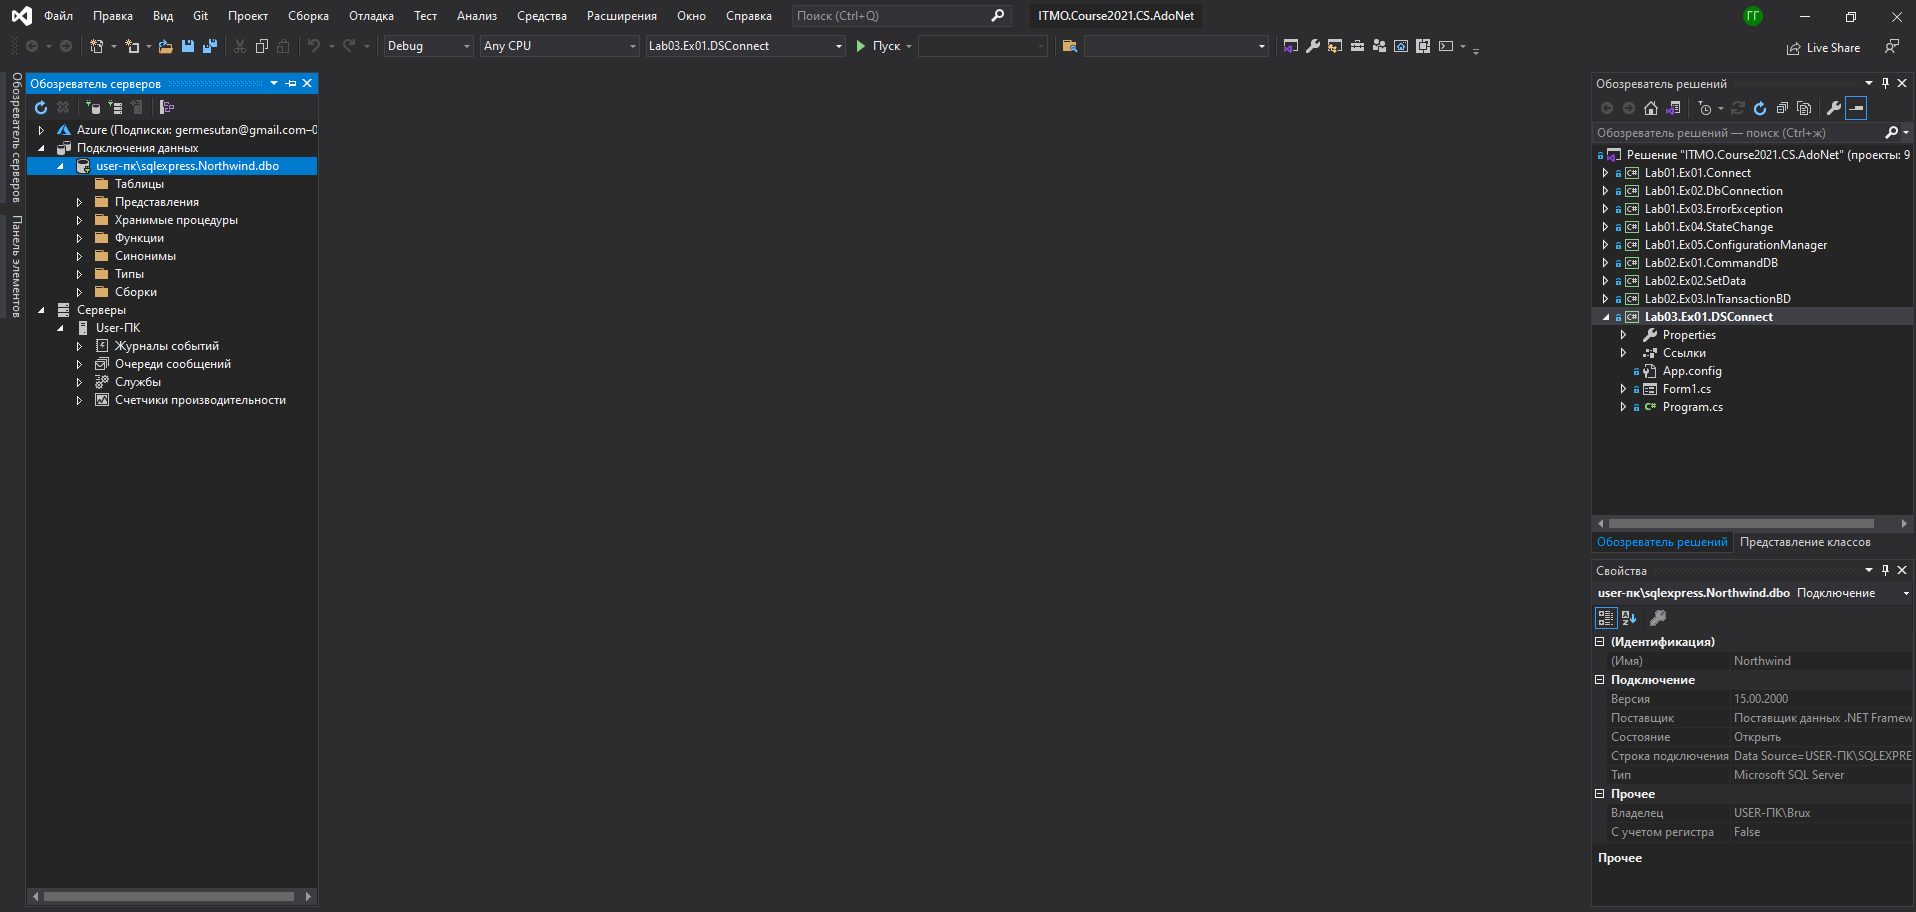 Файл Правка Вид Git Проект Сборка Отладка Тест Анализ Средства Расширения Окно Справка Поиск (Ctrl+Q) ITMO.Course2021.CS.AdoNet ГГ
Debug Any CPU Lab03.Ex01.DSConnect Пуск Live Share
Обозреватель серверов
Панель элементов
Обозреватель серверов
Azure (Подписки: germesutan@gmail.com–0
Подключения данных
user-пк\sqlexpress.Northwind.dbo
Таблицы
Представления
Хранимые процедуры
Функции
Синонимы
Типы
Сборки
Серверы
User-ПК
Журналы событий
Очереди сообщений
Службы
Счетчики производительности
Обозреватель решений
Обозреватель решений — поиск (Ctrl+ж)
Решение "ITMO.Course2021.CS.AdoNet" (проекты: 9
C# Lab01.Ex01.Connect
C# Lab01.Ex02.DbConnection
C# Lab01.Ex03.ErrorException
C# Lab01.Ex04.StateChange
C# Lab01.Ex05.ConfigurationManager
C# Lab02.Ex01.CommandDB
C# Lab02.Ex02.SetData
C# Lab02.Ex03.InTransactionBD
C# Lab03.Ex01.DSConnect
Properties
Ссылки
App.config
Form1.cs
C# Program.cs
Обозреватель решений Представление классов
Свойства
user-пк\sqlexpress.Northwind.dbo Подключение
(Идентификация)
(Имя) Northwind
Подключение
Версия 15.00.2000
Поставщик Поставщик данных .NET Framew
Состояние Открыть
Строка подключения Data Source=USER-ПК\SQLEXPRE
Тип Microsoft SQL Server
Прочее
Владелец USER-ПК\Brux
С учетом регистра False
Прочее